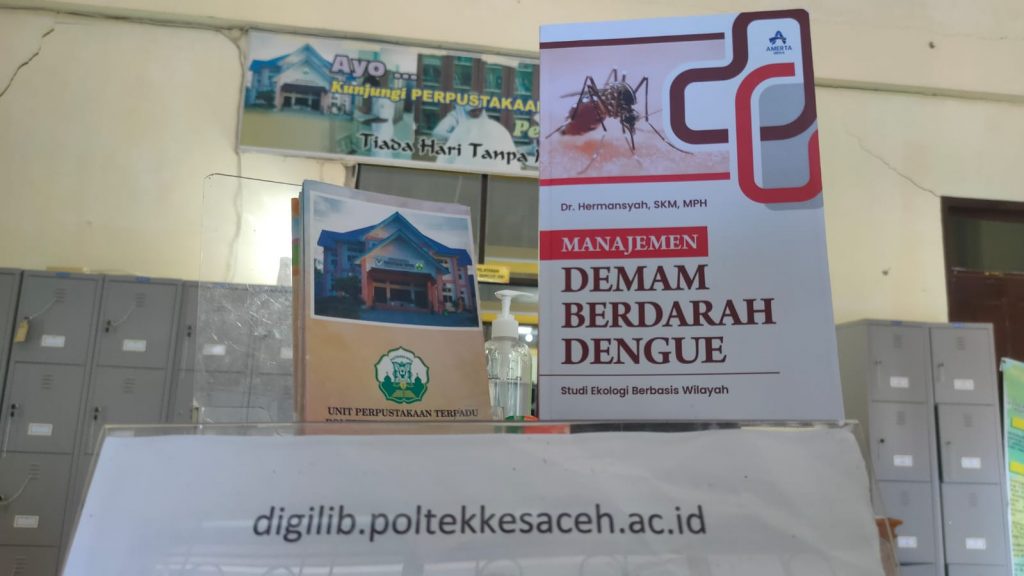 Ayo ...
Kunjungi PERPUSTAKAAN
Tiada Hari Tanpa
AMERTA
MEDIA
Dr. Hermansyah, SKM, MPH
MANAJEMEN
DEMAM
BERDARAH
DENGUE
Studi Ekologi Berbasis Wilayah
UNIT PERPUSTAKAAN TERPADU
digilib.poltekkesaceh.ac.id